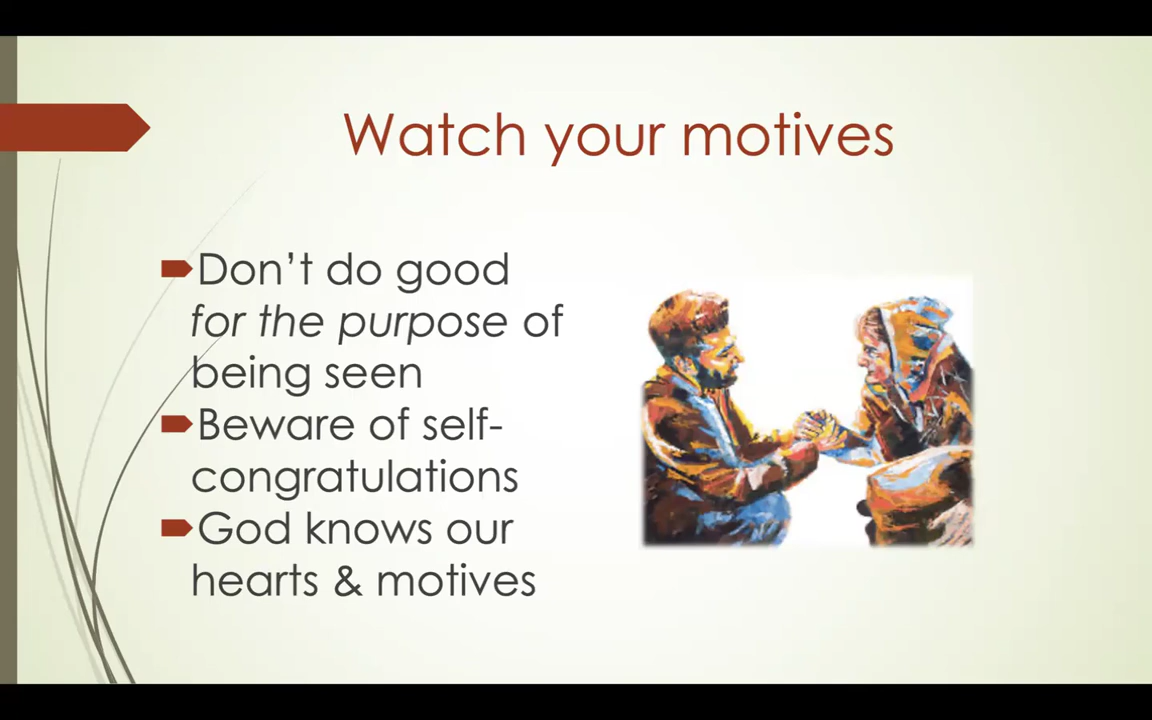 Watch your motives
Don’t do good
for the purpose of
being seen
Beware of self-
congratulations
God knows our
hearts & motives